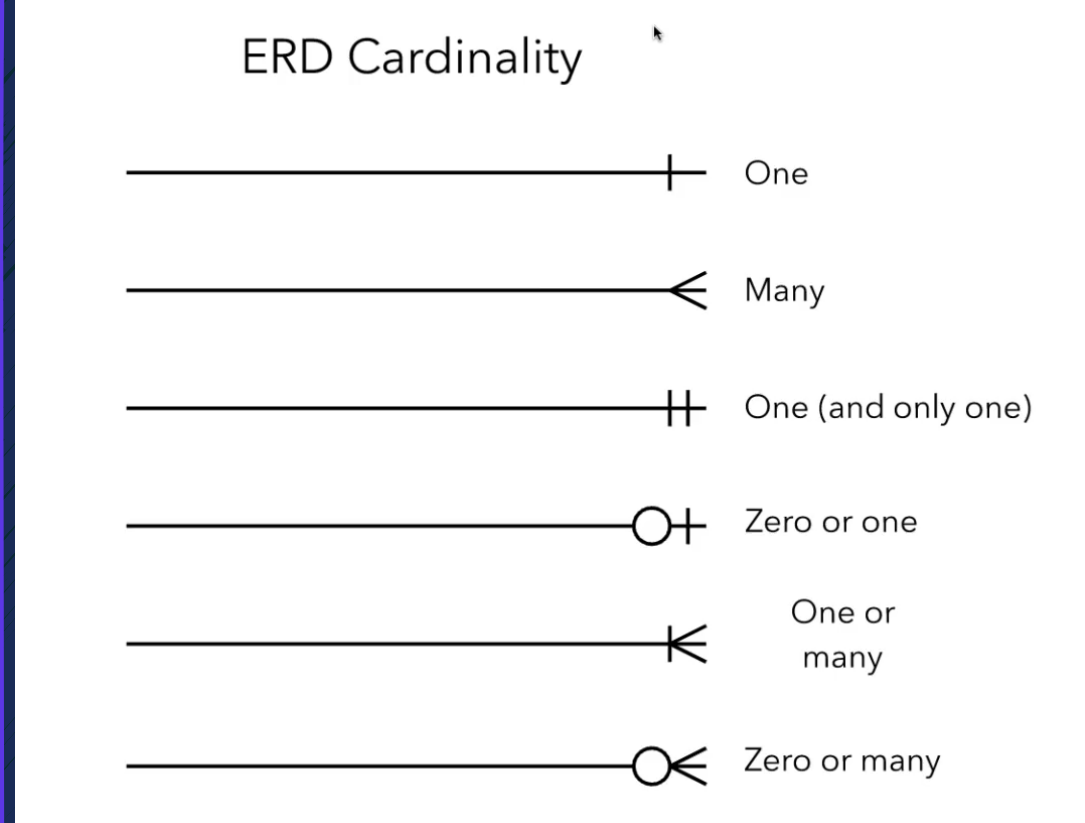 ERD Cardinality
One
Many
One (and only one)
Zero or one
One or
many
Zero or many